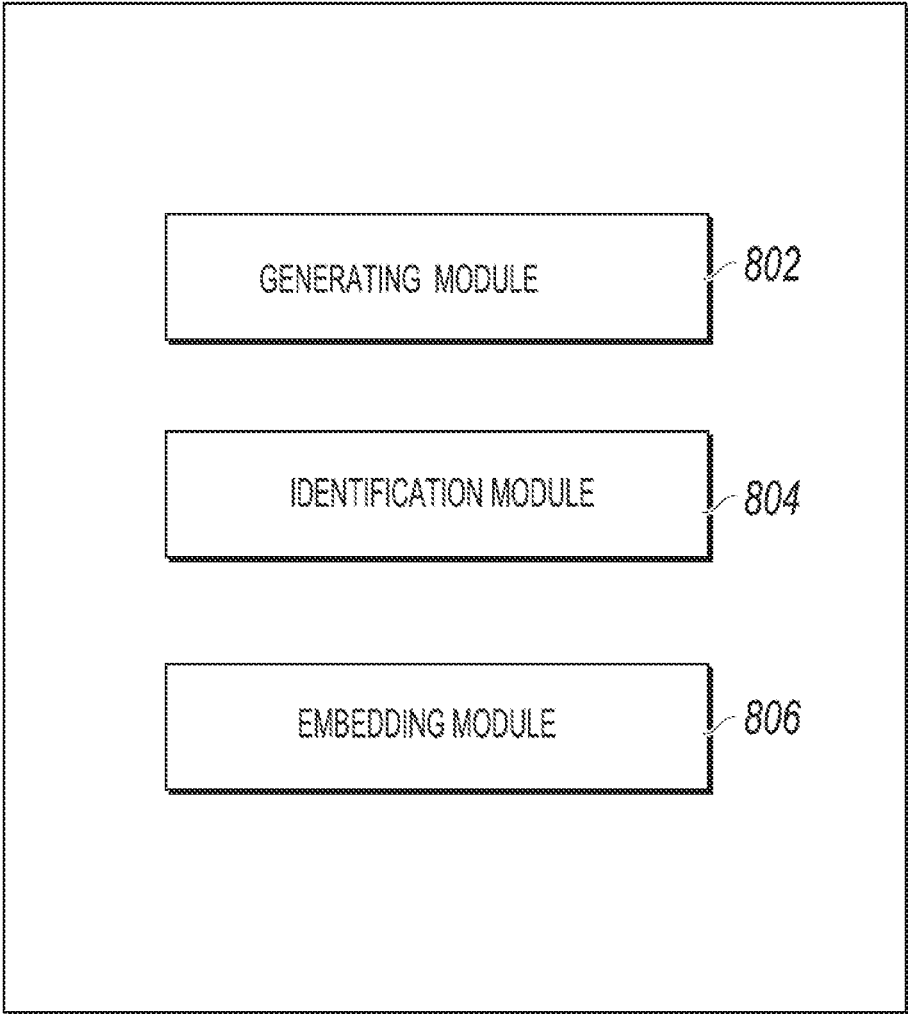 GENERATING MODULE 802
IDENTIFICATION MODULE 804
EMBEDDING MODULE 806